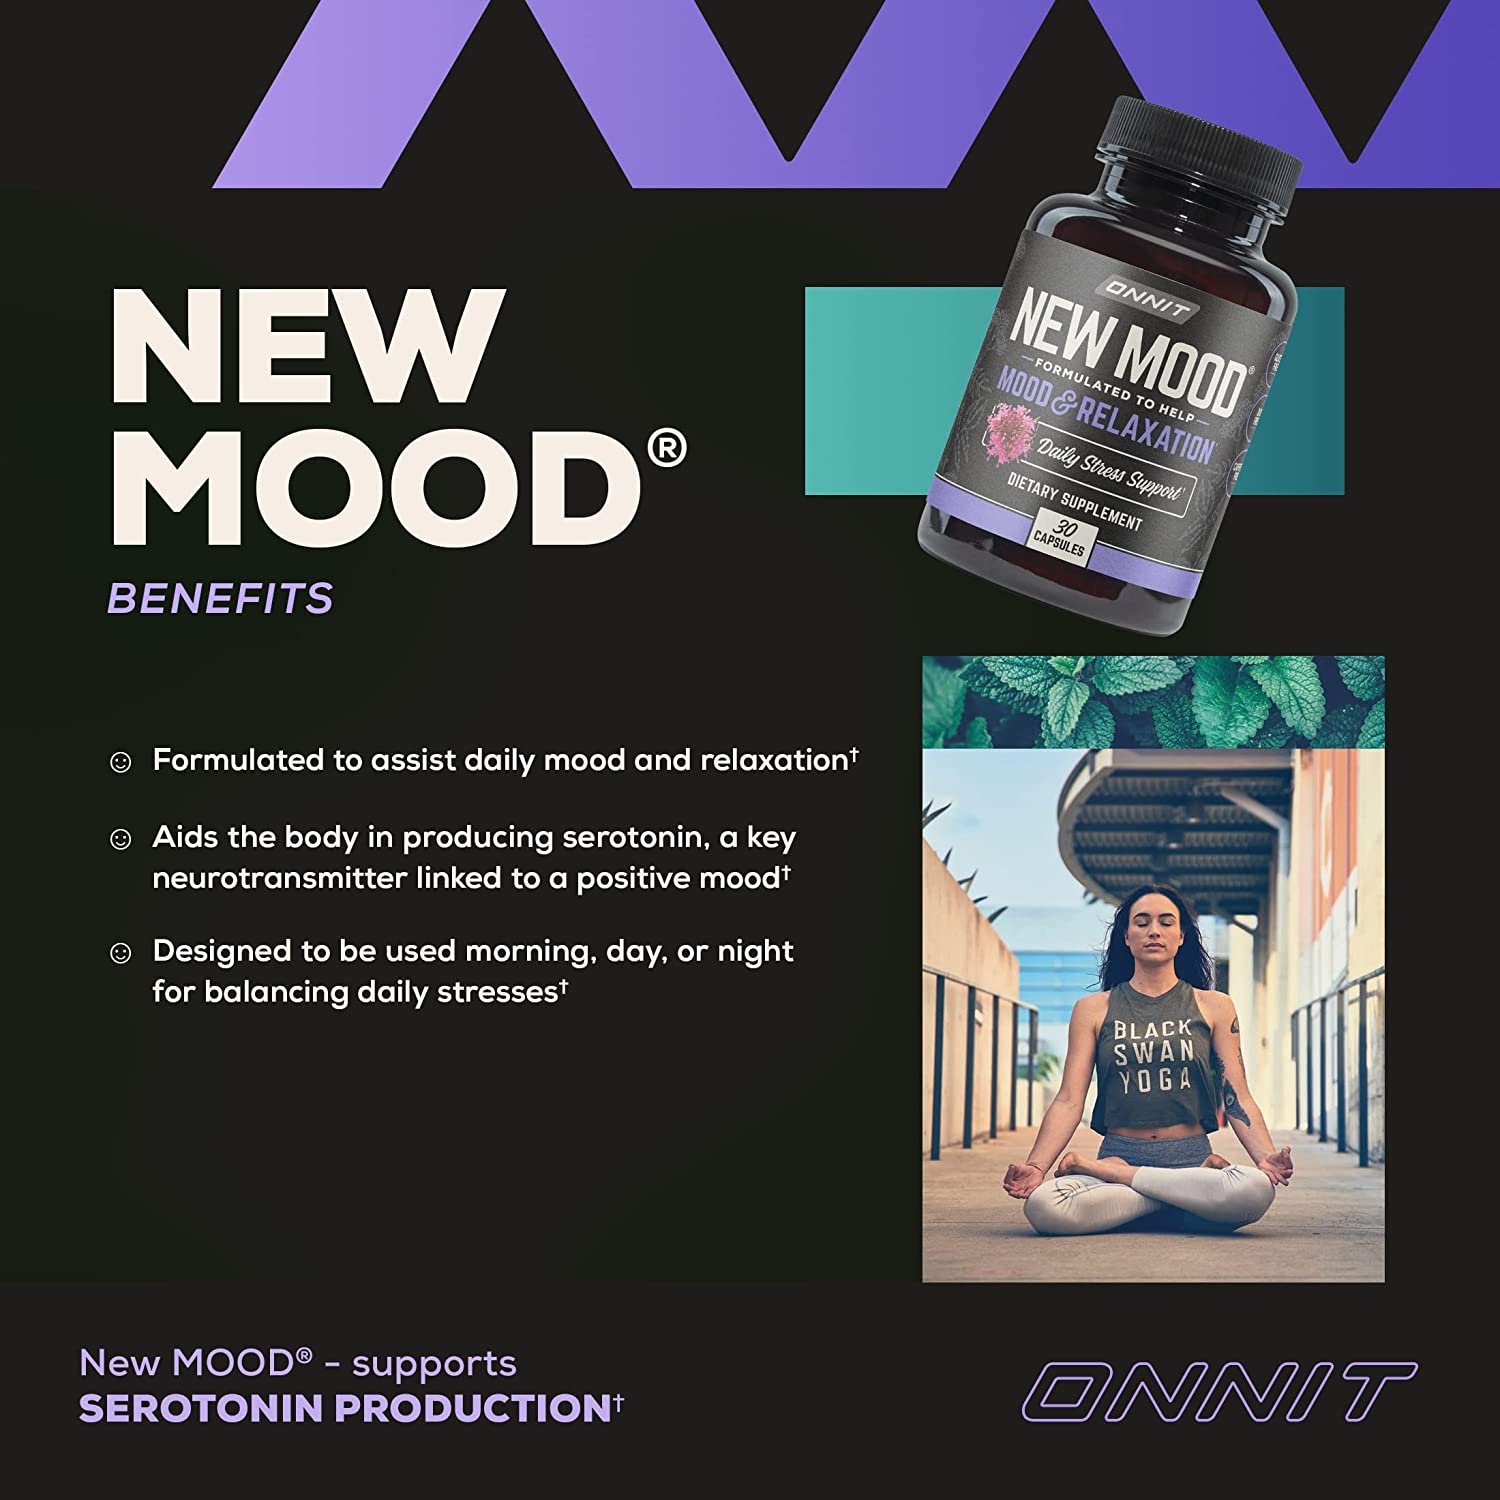 NEW
MOOD®
BENEFITS
Formulated to assist daily mood and relaxation†
Aids the body in producing serotonin, a key
neurotransmitter linked to a positive mood†
Designed to be used morning, day, or night
for balancing daily stresses†
ONNIT
NEW MOOD®
FORMULATED TO HELP
MOOD & RELAXATION
Daily Stress Support†
DIETARY SUPPLEMENT
30
CAPSULES
BLACK
SWAN
YOGA
New MOOD® - supports
SEROTONIN PRODUCTION†
ONNIT